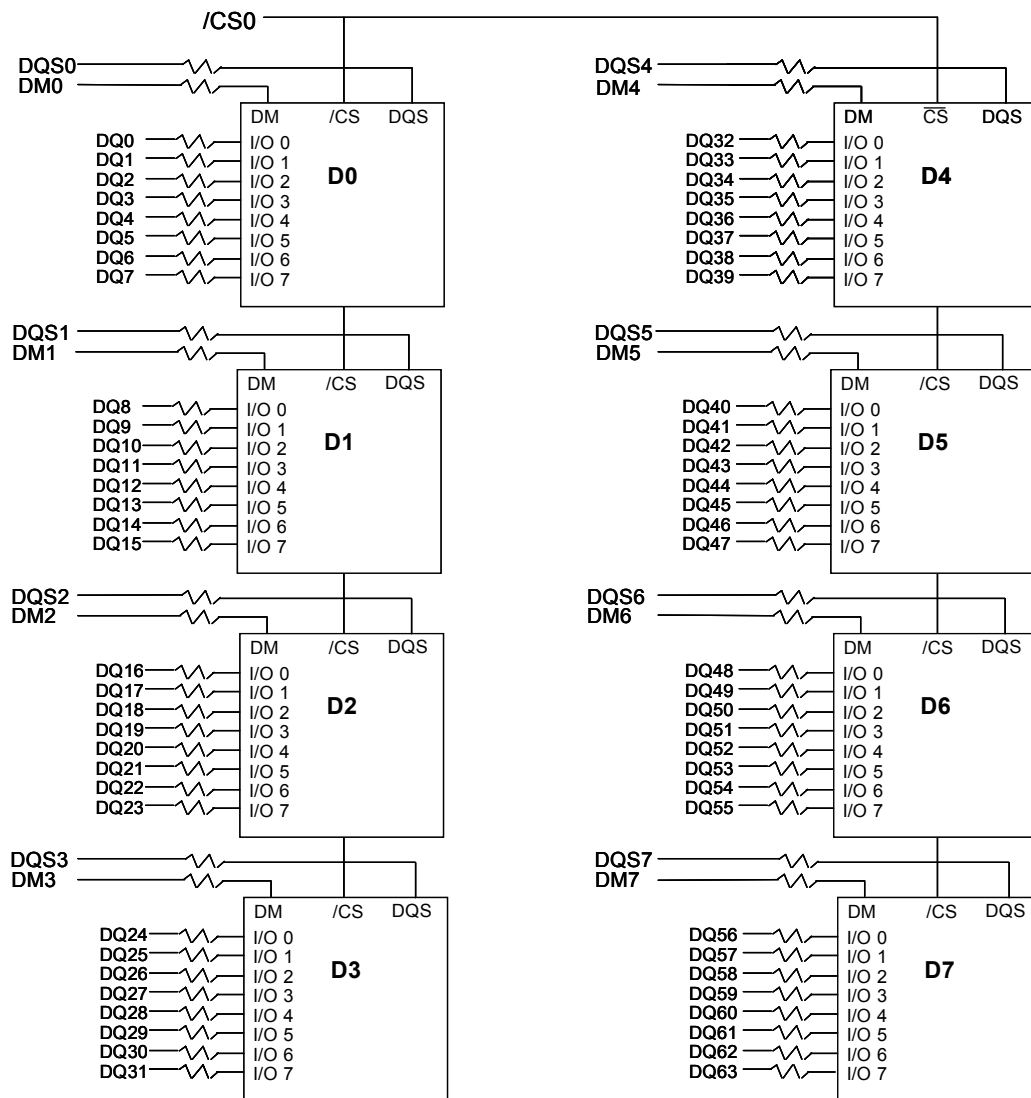 /CS0
DQS0
DM0
DM /CS DQS
DQ0 I/O 0
DQ1 I/O 1
DQ2 I/O 2
DQ3 I/O 3
DQ4 I/O 4
DQ5 I/O 5
DQ6 I/O 6
DQ7 I/O 7
D0
DQS1
DM1
DM /CS DQS
DQ8 I/O 0
DQ9 I/O 1
DQ10 I/O 2
DQ11 I/O 3
DQ12 I/O 4
DQ13 I/O 5
DQ14 I/O 6
DQ15 I/O 7
D1
DQS2
DM2
DM /CS DQS
DQ16 I/O 0
DQ17 I/O 1
DQ18 I/O 2
DQ19 I/O 3
DQ20 I/O 4
DQ21 I/O 5
DQ22 I/O 6
DQ23 I/O 7
D2
DQS3
DM3
DM /CS DQS
DQ24 I/O 0
DQ25 I/O 1
DQ26 I/O 2
DQ27 I/O 3
DQ28 I/O 4
DQ29 I/O 5
DQ30 I/O 6
DQ31 I/O 7
D3
DQS4
DM4
DM C̅S̅ DQS
DQ32 I/O 0
DQ33 I/O 1
DQ34 I/O 2
DQ35 I/O 3
DQ36 I/O 4
DQ37 I/O 5
DQ38 I/O 6
DQ39 I/O 7
D4
DQS5
DM5
DM /CS DQS
DQ40 I/O 0
DQ41 I/O 1
DQ42 I/O 2
DQ43 I/O 3
DQ44 I/O 4
DQ45 I/O 5
DQ46 I/O 6
DQ47 I/O 7
D5
DQS6
DM6
DM /CS DQS
DQ48 I/O 0
DQ49 I/O 1
DQ50 I/O 2
DQ51 I/O 3
DQ52 I/O 4
DQ53 I/O 5
DQ54 I/O 6
DQ55 I/O 7
D6
DQS7
DM7
DM /CS DQS
DQ56 I/O 0
DQ57 I/O 1
DQ58 I/O 2
DQ59 I/O 3
DQ60 I/O 4
DQ61 I/O 5
DQ62 I/O 6
DQ63 I/O 7
D7